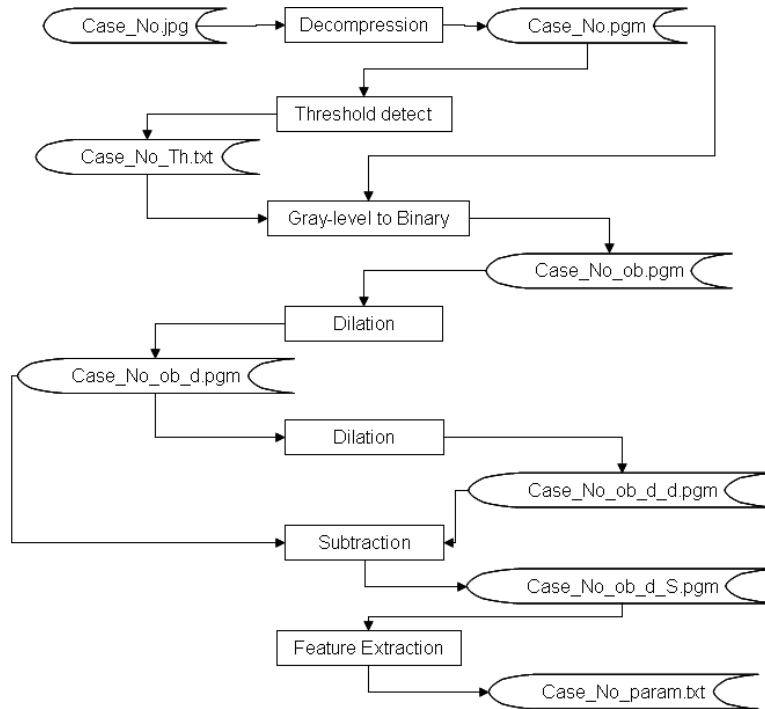 Case_No.jpg
Decompression
Case_No.pgm
Threshold detect
Case_No_Th.txt
Gray-level to Binary
Case_No_ob.pgm
Dilation
Case_No_ob_d.pgm
Dilation
Case_No_ob_d_d.pgm
Subtraction
Case_No_ob_d_S.pgm
Feature Extraction
Case_No_param.txt